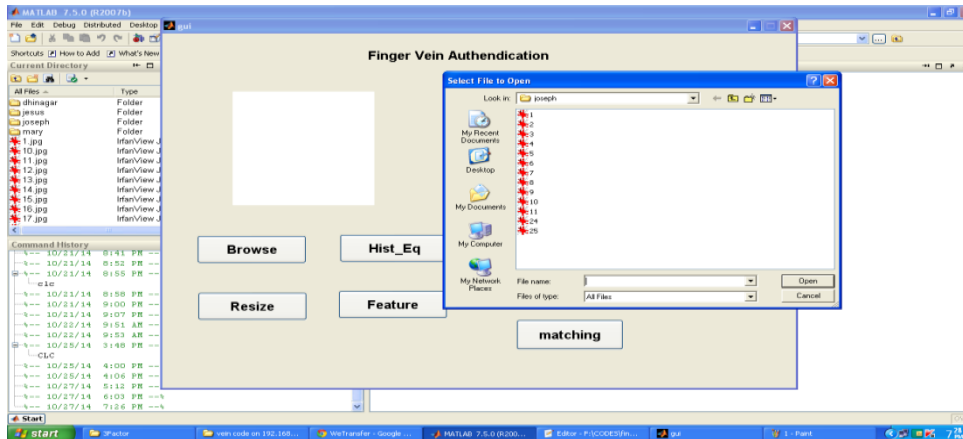 MATLAB 7.5.0 (R2007b)
File Edit Debug Distributed Desktop
Shortcuts How to Add What's New
Current Directory
All Files Type
dhinagar Folder
jesus Folder
joseph Folder
mary Folder
1.jpg IrfanView J
10.jpg IrfanView J
11.jpg IrfanView J
12.jpg IrfanView J
13.jpg IrfanView J
14.jpg IrfanView J
15.jpg IrfanView J
16.jpg IrfanView J
17.jpg IrfanView J
Command History
%-- 10/21/14 8:41 PM --
%-- 10/21/14 8:52 PM --
%-- 10/21/14 8:55 PM --
clc
%-- 10/21/14 8:58 PM --
%-- 10/21/14 9:00 PM --
%-- 10/21/14 9:07 PM --
%-- 10/22/14 9:51 AM --
%-- 10/22/14 9:53 AM --
%-- 10/25/14 3:48 PM --
CLC
%-- 10/25/14 4:00 PM --
%-- 10/25/14 4:06 PM --
%-- 10/27/14 5:12 PM --
%-- 10/27/14 6:03 PM --%
%-- 10/27/14 7:26 PM --%
Start
gui
Finger Vein Authendication
Browse
Hist_Eq
Resize
Feature
matching
Select File to Open
Look in: joseph
My Recent Documents
Desktop
My Documents
My Computer
My Network Places
1
2
3
4
5
6
7
8
9
10
11
24
25
File name:
Open
Files of type: All Files
Cancel
start
3Factor
vein code on 192.168...
WeTransfer - Google ...
MATLAB 7.5.0 (R200...
Editor - F:\CODES\fin...
gui
1 - Paint